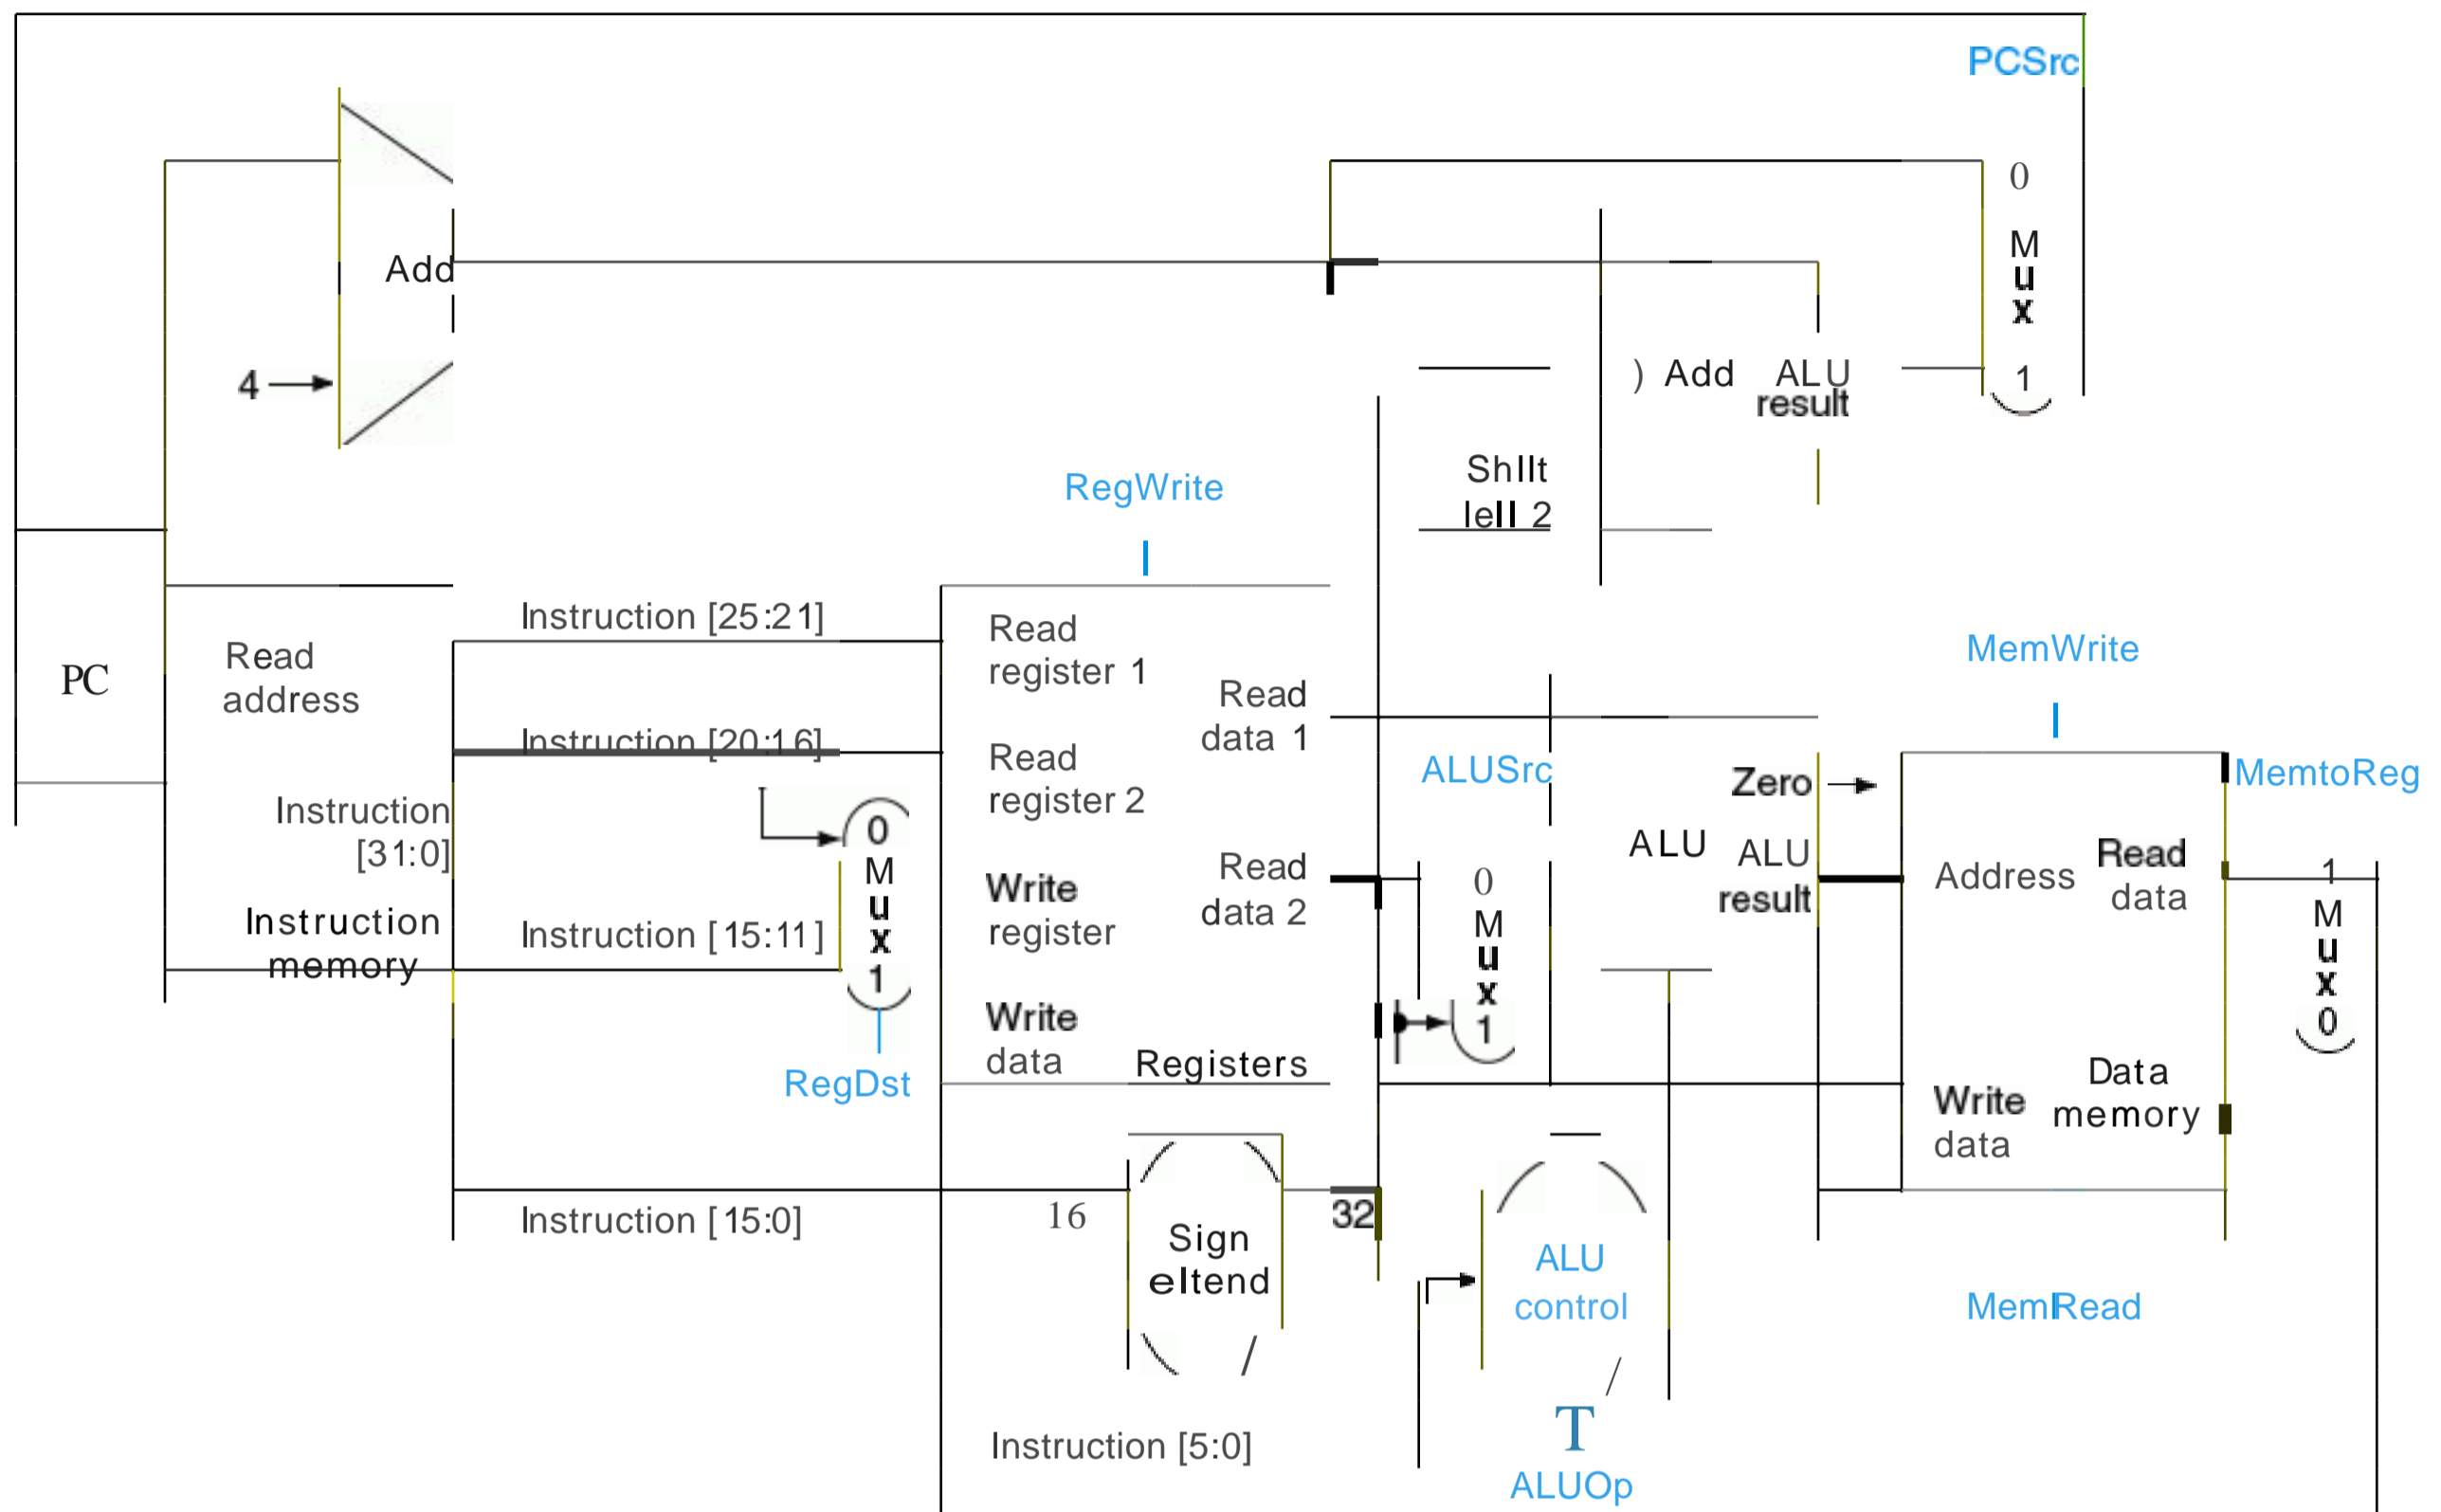 PCSrc
0
M
u
x
1
Add
4
) Add
ALU
result
ShIlt
lell 2
RegWrite
Instruction [25:21]
Read
register 1
Read
address
PC
Read
data 1
MemWrite
Instruction [20:16]
Read
register 2
ALUSrc
Zero
MemtoReg
Instruction
[31:0]
0
M
u
x
1
Read
data 2
0
M
u
x
1
ALU
ALU
result
Address
Read
data
1
M
u
x
0
Write
register
Instruction
memory
Instruction [15:11]
Write
data
Registers
RegDst
Data
memory
Write
data
Instruction [15:0]
16
32
Sign
eItend
ALU
control
MemRead
Instruction [5:0]
T
ALUOp